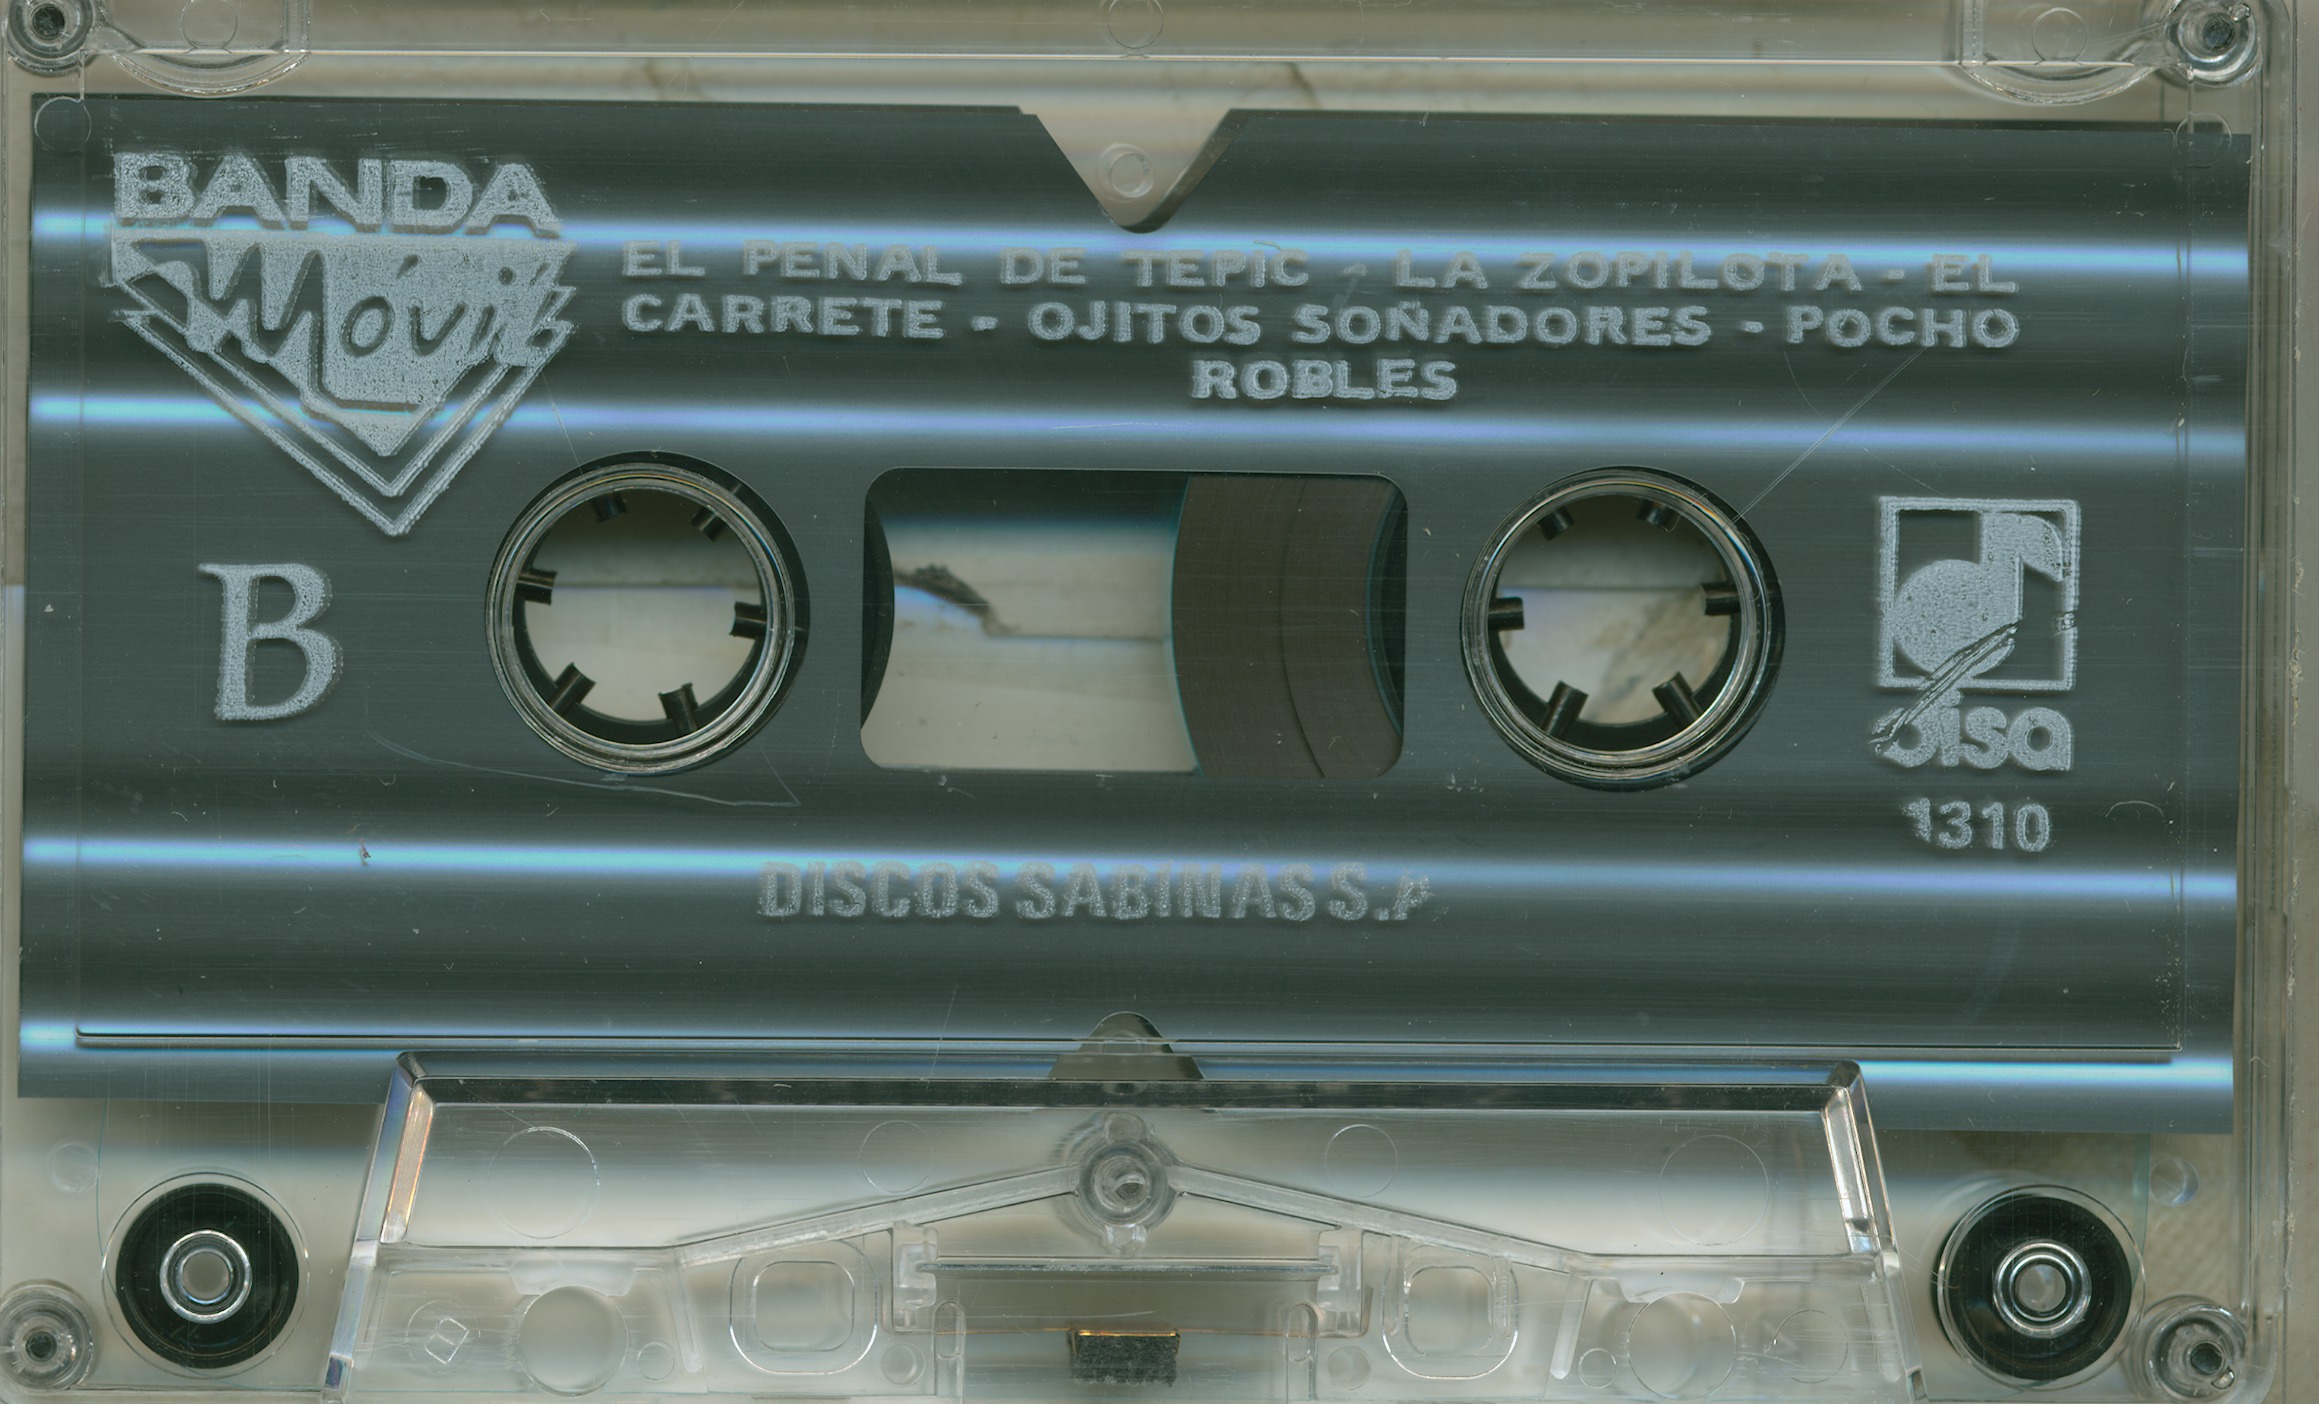 BANDA
Móvil
EL PENAL DE TEPIC - LA ZOPILOTA - EL
CARRETE - OJITOS SOÑADORES - POCHO
ROBLES
B
DISA
1310
DISCOS SABINAS S.A